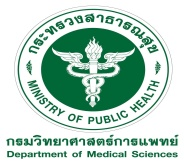 กระทรวงสาธารณสุข
MINISTRY OF PUBLIC HEALTH
กรมวิทยาศาสตร์การแพทย์
Department of Medical Sciences